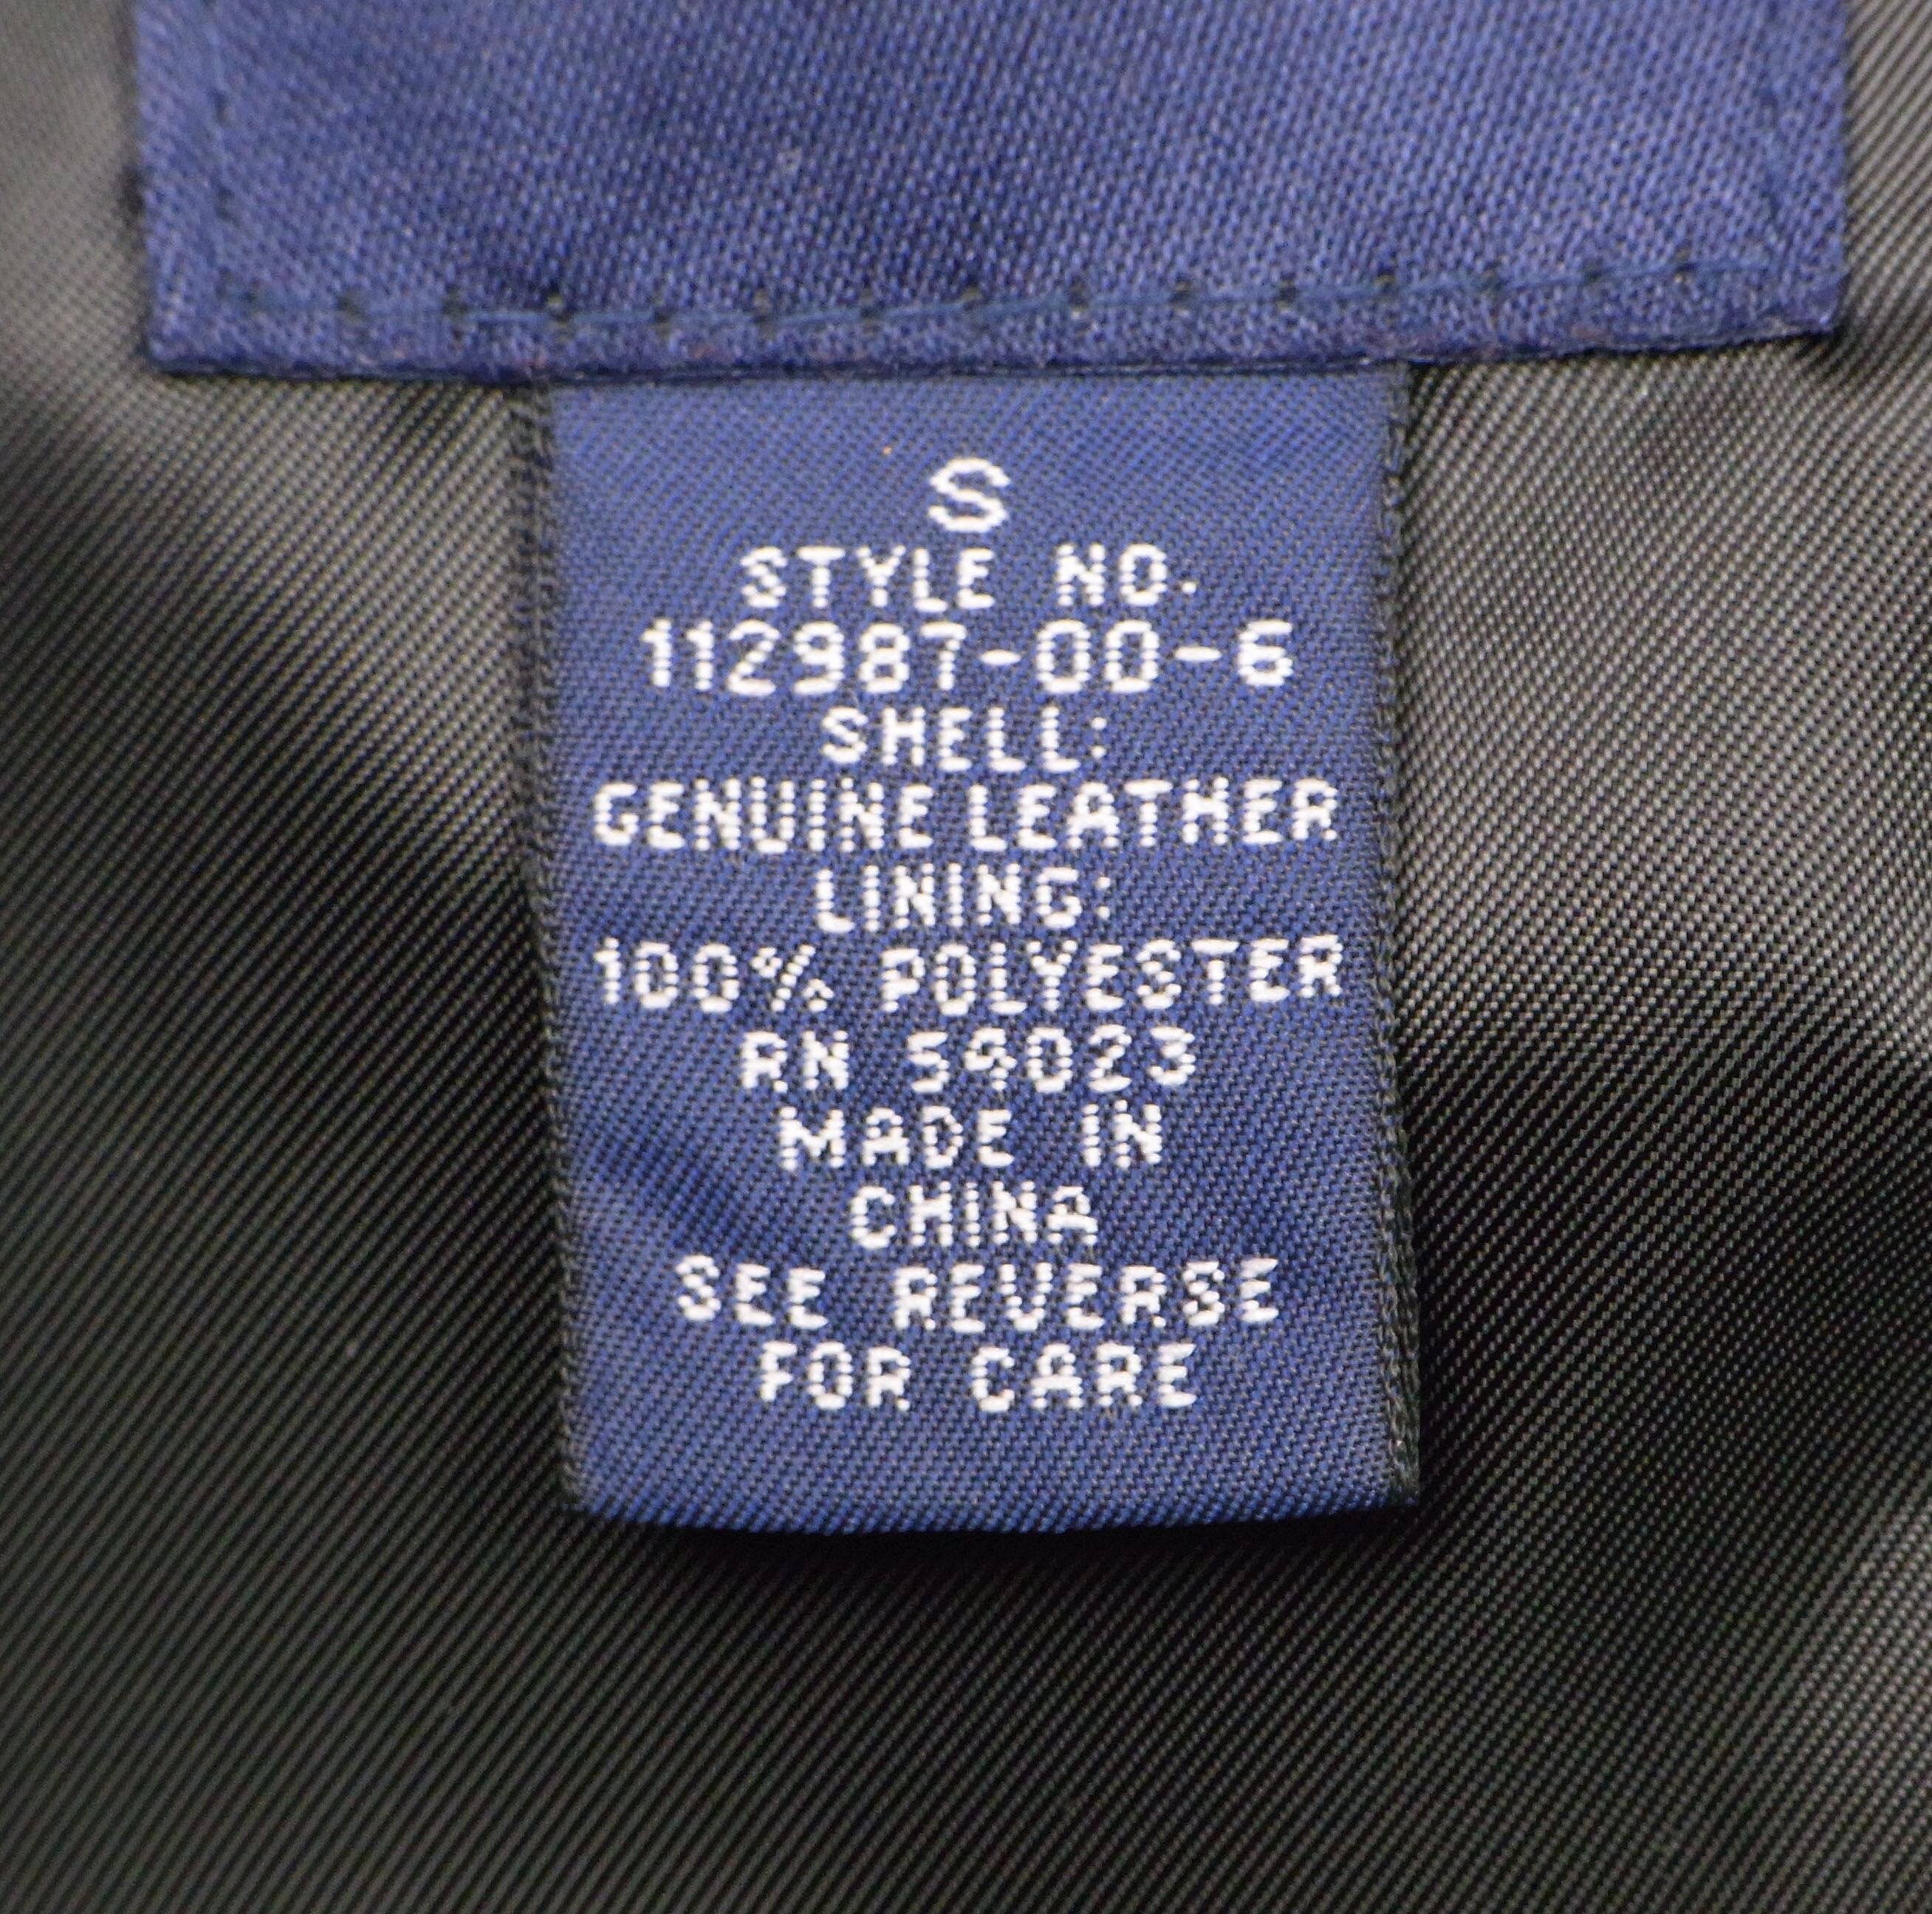 S
STYLE NO.
112987-00-6
SHELL:
GENUINE LEATHER
LINING:
100% POLYESTER
RN 54023
MADE IN
CHINA
SEE REVERSE
FOR CARE